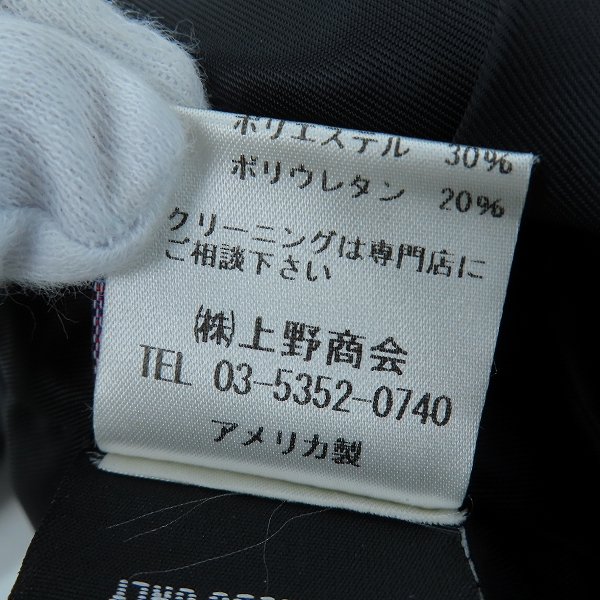 ポリエステル 30%
ポリウレタン 20%
クリーニングは専門店に
ご相談下さい
㈱上野商会
TEL 03-5352-0740
アメリカ製